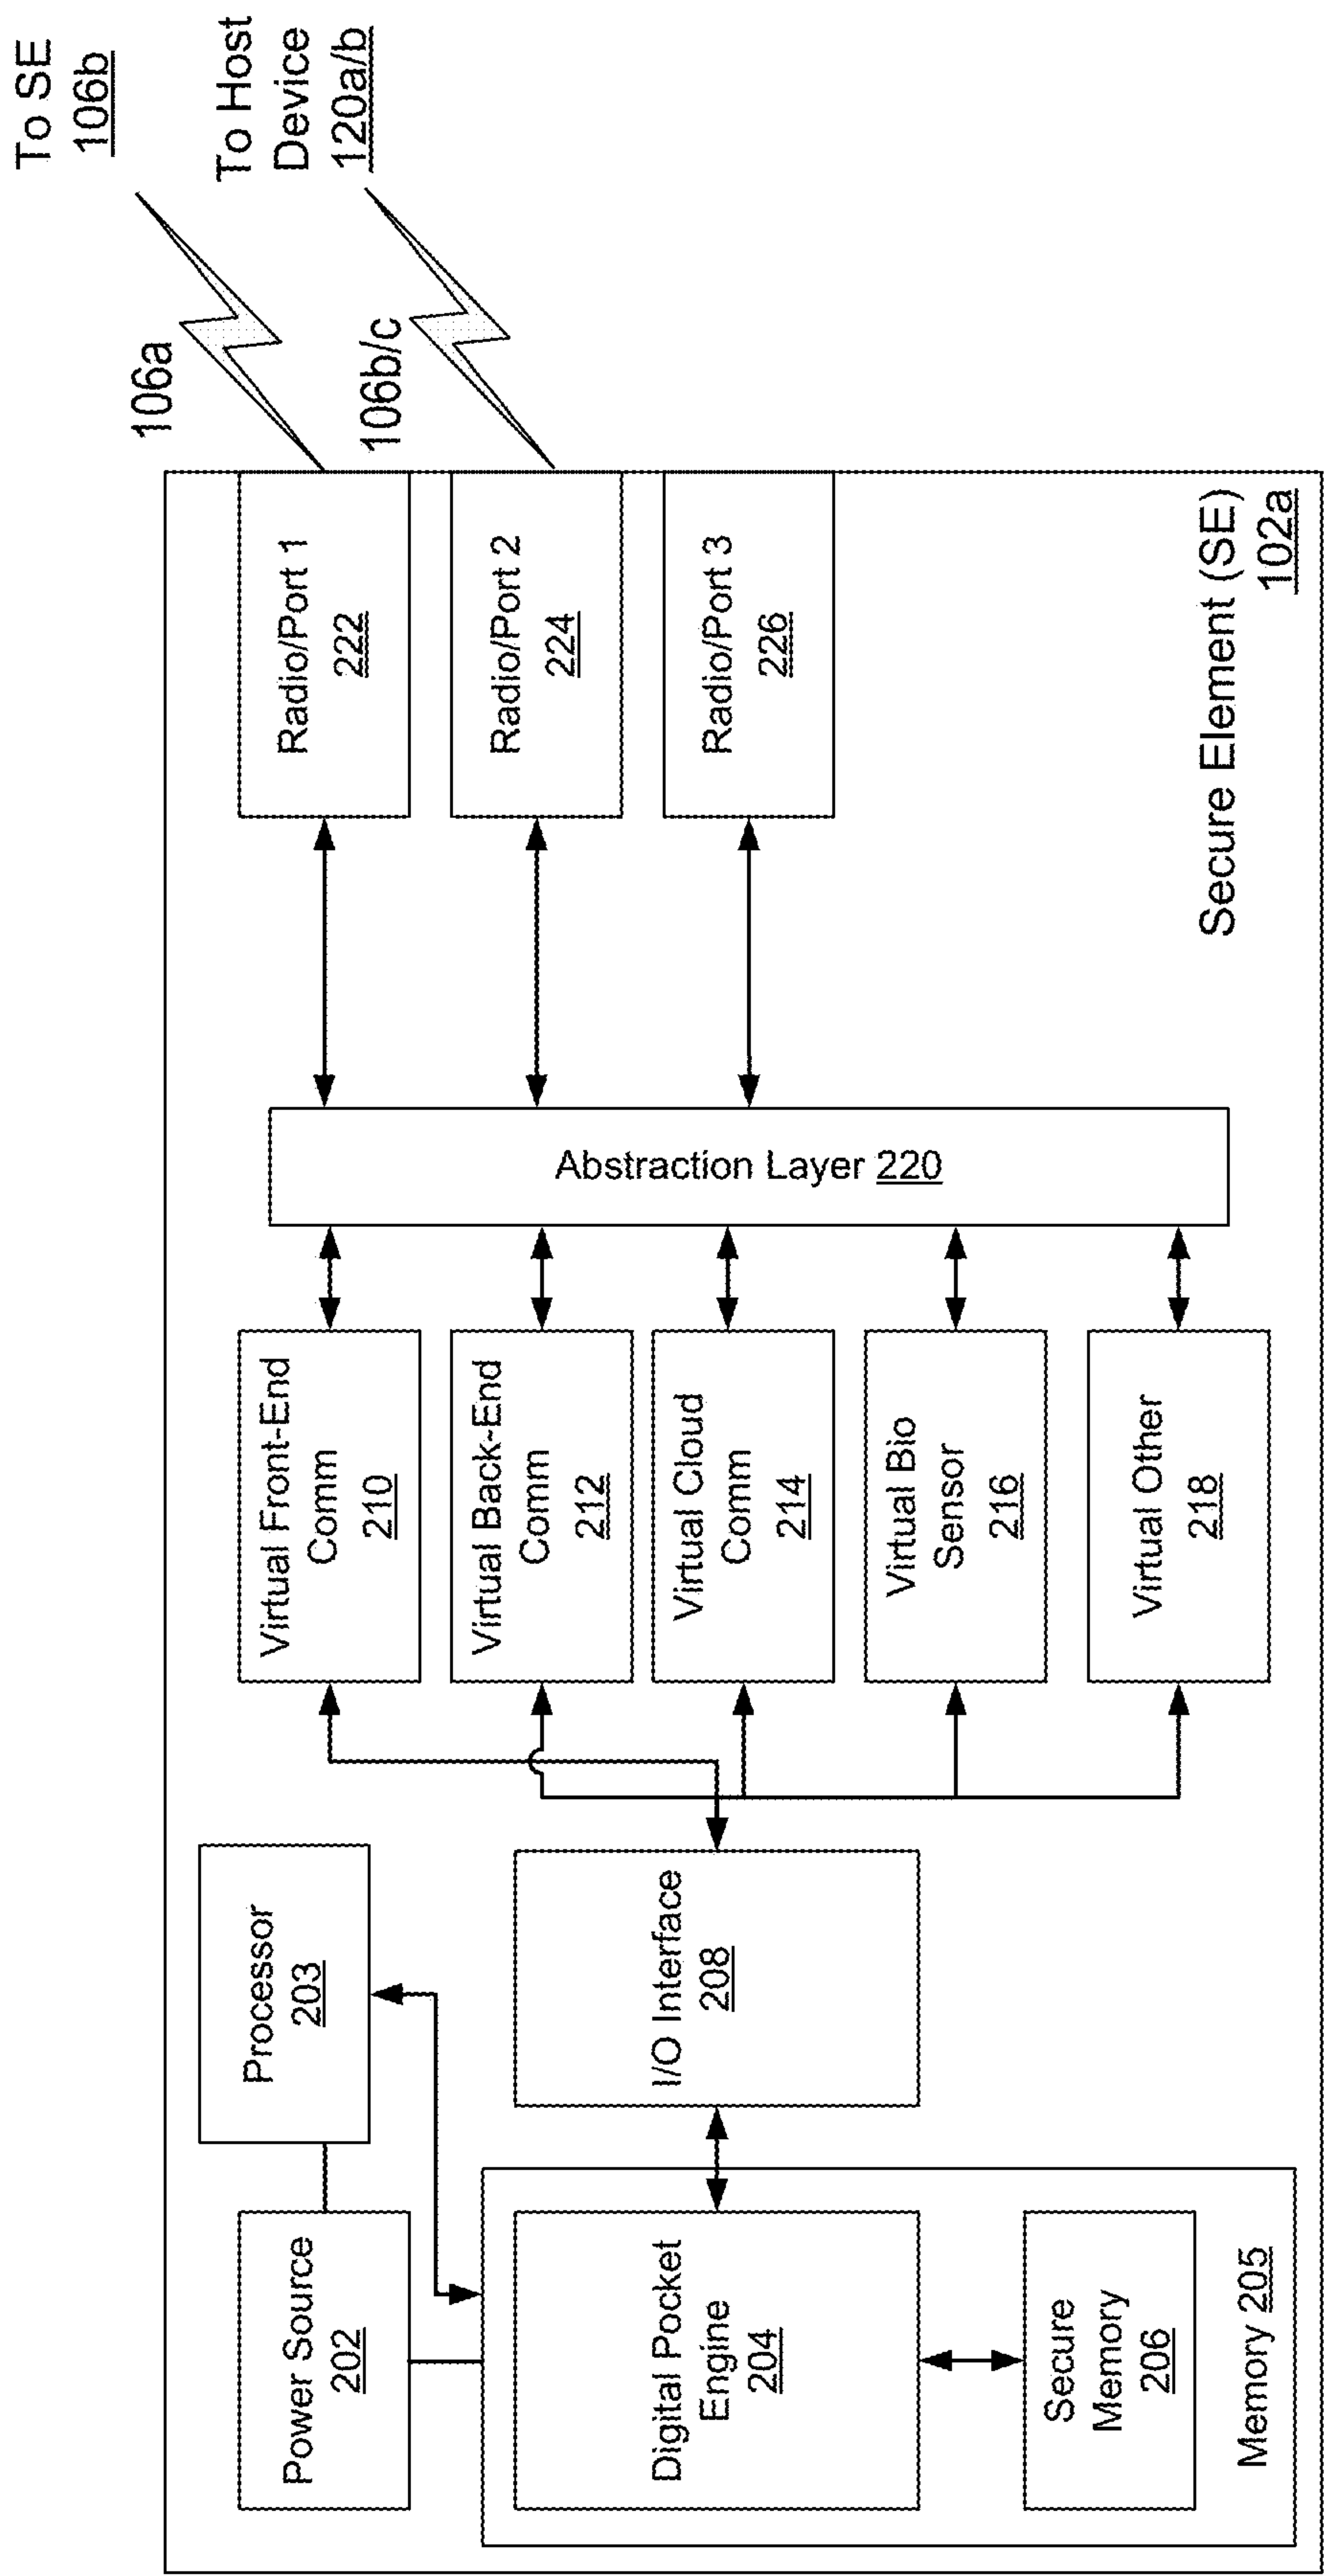 To SE
106b
To Host
Device
120a/b
106a
106b/c
Power Source
202
Processor
203
Digital Pocket
Engine
204
Secure
Memory
206
Memory 205
I/O Interface
208
Virtual Front-End
Comm
210
Virtual Back-End
Comm
212
Virtual Cloud
Comm
214
Virtual Bio
Sensor
216
Virtual Other
218
Abstraction Layer 220
Radio/Port 1
222
Radio/Port 2
224
Radio/Port 3
226
Secure Element (SE)
102a